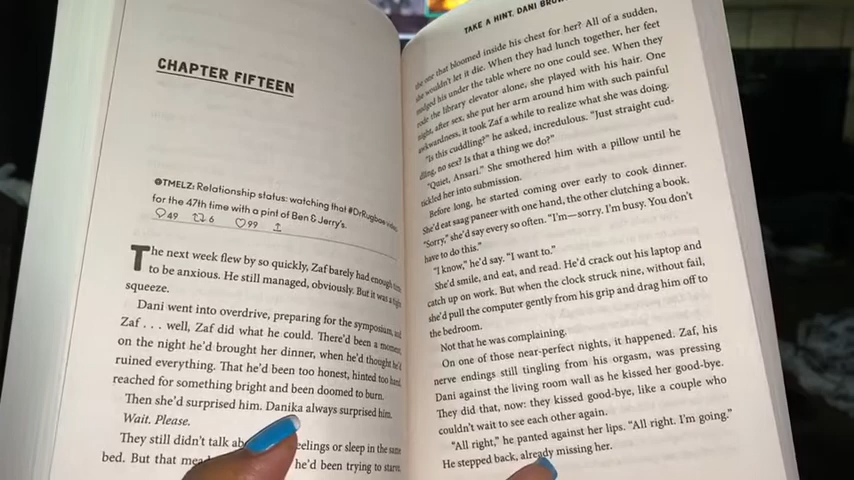 CHAPTER FIFTEEN
@TMELZ: Relationship status: watching that #DrRugbae video
for the 47th time with a pint of Ben & Jerry's.
49 99
The next week flew by so quickly, Zaf barely had enough time
to be anxious. He still managed, obviously. But it was a tight
squeeze.
Dani went into overdrive, preparing for the symposium, and
Zaf . . . well, Zaf did what he could. There'd been a moment,
on the night he'd brought her dinner, when he'd thought he'd
ruined everything. That he'd been too honest, hinted too hard,
reached for something bright and been doomed to burn.
Then she'd surprised him. Danika always surprised him.
Wait. Please.
They still didn't talk eelings or sleep in the same
bed. But that he'd been trying to starve,
TAKE A HINT, DANI BROWN
the one that bloomed inside his chest for her? All of a sudden,
she wouldn't let it die. When they had lunch together, her feet
nudged his under the table where no one could see. When they
rode the library elevator alone, she played with his hair. One
night, after sex, she put her arm around him with such painful
awkwardness, it took Zaf a while to realize what she was doing.
"Is this cuddling?" he asked, incredulous. "Just straight cud-
dling, no sex? Is that a thing we do?"
"Quiet, Ansari." She smothered him with a pillow until he
tickled her into submission.
Before long, he started coming over early to cook dinner.
She'd eat saag paneer with one hand, the other clutching a book.
"Sorry," she'd say every so often. "I'm—sorry. I'm busy. You don't
have to do this."
"I know," he'd say. "I want to."
She'd smile, and eat, and read. He'd crack out his laptop and
catch up on work. But when the clock struck nine, without fail,
she'd pull the computer gently from his grip and drag him off to
the bedroom.
Not that he was complaining.
On one of those near-perfect nights, it happened. Zaf, his
nerve endings still tingling from his orgasm, was pressing
Dani against the living room wall as he kissed her good-bye.
They did that, now: they kissed good-bye, like a couple who
couldn't wait to see each other again.
"All right," he panted against her lips. "All right. I'm going."
He stepped back, already missing her.